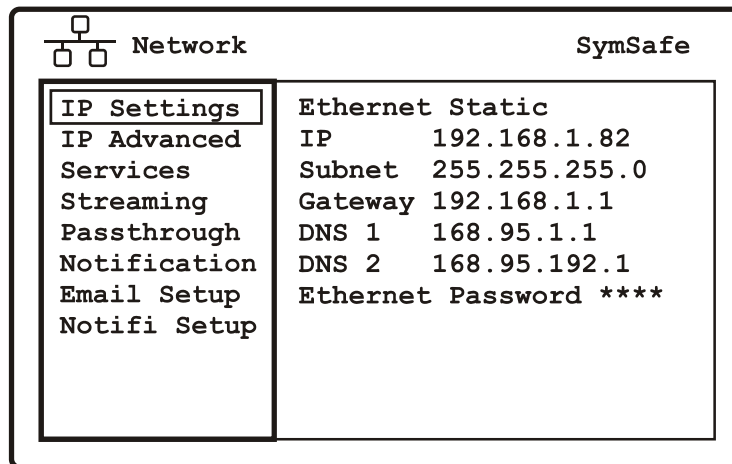 Network SymSafe
IP Settings
IP Advanced
Services
Streaming
Passthrough
Notification
Email Setup
Notifi Setup
Ethernet Static
IP 192.168.1.82
Subnet 255.255.255.0
Gateway 192.168.1.1
DNS 1 168.95.1.1
DNS 2 168.95.192.1
Ethernet Password ****